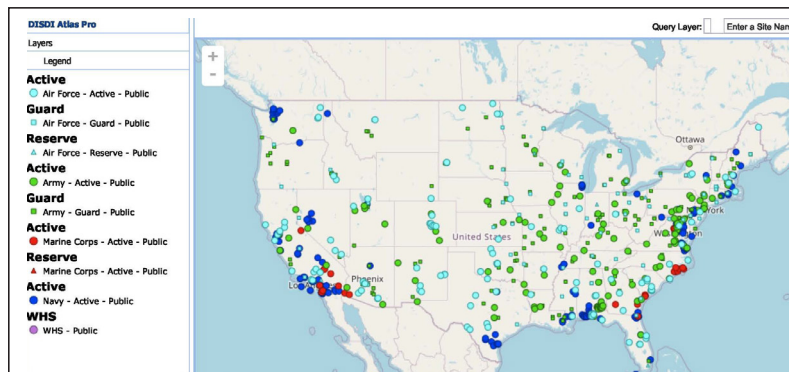 DISDI Atlas Pro
Query Layer:
Enter a Site Nam
Layers
Legend
+
-
Active
Air Force - Active - Public
Guard
Air Force - Guard - Public
Reserve
Air Force - Reserve - Public
Active
Army - Active - Public
Guard
Army - Guard - Public
Active
Marine Corps - Active - Public
Reserve
Marine Corps - Active - Public
Active
Navy - Active - Public
WHS
WHS - Public
Ottawa
United States
Phoenix